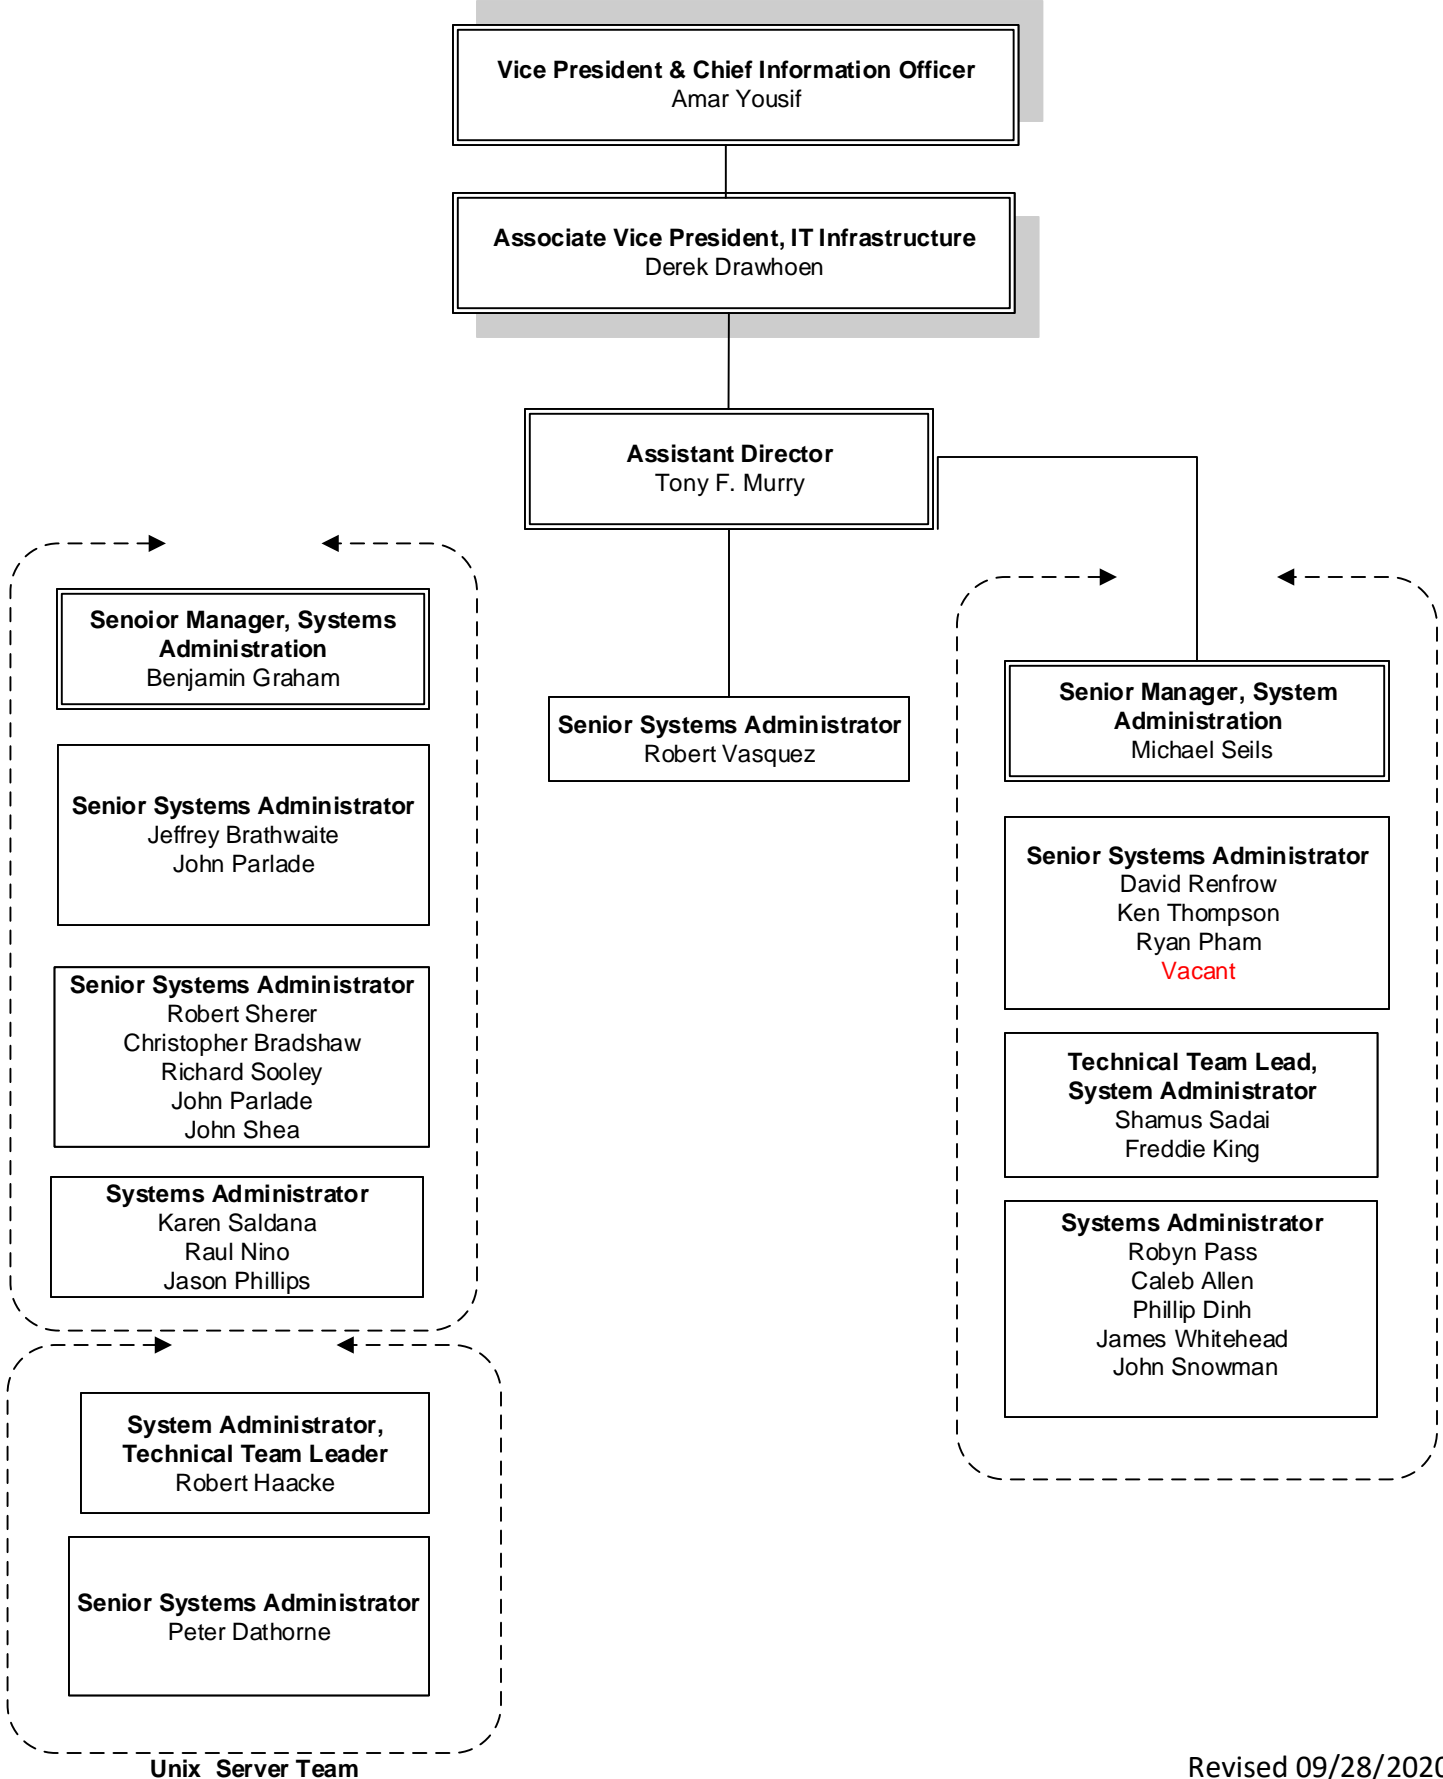 Vice President & Chief Information Officer
Amar Yousif
Associate Vice President, IT Infrastructure
Derek Drawhoen
Assistant Director
Tony F. Murry
Senoior Manager, Systems
Administration
Benjamin Graham
Senior Systems Administrator
Jeffrey Brathwaite
John Parlade
Senior Systems Administrator
Robert Sherer
Christopher Bradshaw
Richard Sooley
John Parlade
John Shea
Systems Administrator
Karen Saldana
Raul Nino
Jason Phillips
System Administrator,
Technical Team Leader
Robert Haacke
Senior Systems Administrator
Peter Dathorne
Unix Server Team
Senior Systems Administrator
Robert Vasquez
Senior Manager, System
Administration
Michael Seils
Senior Systems Administrator
David Renfrow
Ken Thompson
Ryan Pham
Vacant
Technical Team Lead,
System Administrator
Shamus Sadai
Freddie King
Systems Administrator
Robyn Pass
Caleb Allen
Phillip Dinh
James Whitehead
John Snowman
Revised 09/28/2020